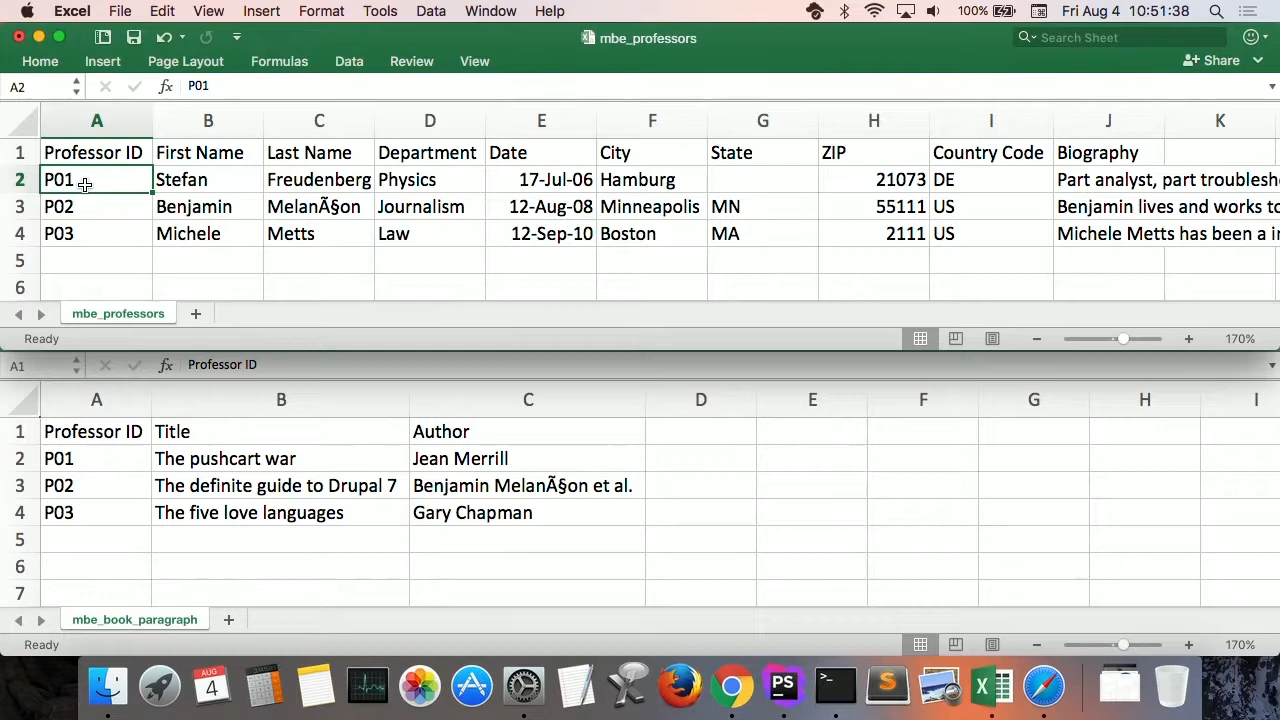 Excel File Edit View Insert Format Tools Data Window Help 100% Fri Aug 4 10:51:38
mbe_professors Search Sheet
Home Insert Page Layout Formulas Data Review View Share
A2 fx P01
A B C D E F G H I J K
1 Professor ID First Name Last Name Department Date City State ZIP Country Code Biography
2 P01 Stefan Freudenberg Physics 17-Jul-06 Hamburg 21073 DE Part analyst, part troublesh
3 P02 Benjamin MelanÃ§on Journalism 12-Aug-08 Minneapolis MN 55111 US Benjamin lives and works to
4 P03 Michele Metts Law 12-Sep-10 Boston MA 2111 US Michele Metts has been a i
5
6
mbe_professors +
Ready 170%
A1 fx Professor ID
A B C D E F G H I
1 Professor ID Title Author
2 P01 The pushcart war Jean Merrill
3 P02 The definite guide to Drupal 7 Benjamin MelanÃ§on et al.
4 P03 The five love languages Gary Chapman
5
6
7
mbe_book_paragraph +
Ready 170%
AUG
4
PS
>_
S